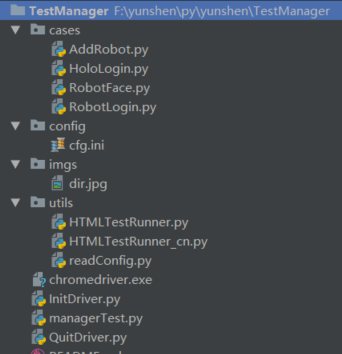 TestManager F:\yunshen\py\yunshen\TestManager
cases
AddRobot.py
HoloLogin.py
RobotFace.py
RobotLogin.py
config
cfg.ini
imgs
dir.jpg
utils
HTMLTestRunner.py
HTMLTestRunner_cn.py
readConfig.py
chromedriver.exe
InitDriver.py
managerTest.py
QuitDriver.py